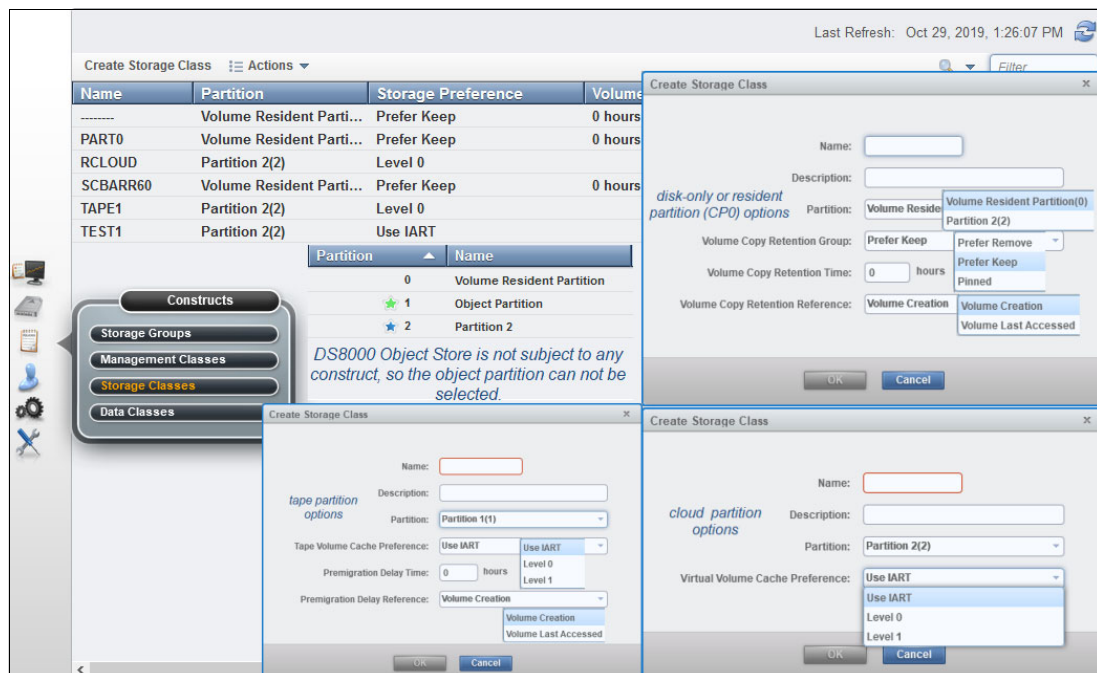 Last Refresh: Oct 29, 2019, 1:26:07 PM
Create Storage Class Actions
Filter
Name Partition Storage Preference Volume
-------- Volume Resident Parti... Prefer Keep 0 hours
PART0 Volume Resident Parti... Prefer Keep 0 hours
RCLOUD Partition 2(2) Level 0
SCBARR60 Volume Resident Parti... Prefer Keep 0 hours
TAPE1 Partition 2(2) Level 0
TEST1 Partition 2(2) Use IART
Partition Name
0 Volume Resident Partition
1 Object Partition
2 Partition 2
DS8000 Object Store is not subject to any
construct, so the object partition can not be
selected.
Constructs
Storage Groups
Management Classes
Storage Classes
Data Classes
Create Storage Class x
Name:
Description:
disk-only or resident
partition (CP0) options
Partition: Volume Reside
Volume Resident Partition(0)
Partition 2(2)
Volume Copy Retention Group: Prefer Keep
Prefer Remove
Prefer Keep
Pinned
Volume Copy Retention Time: 0 hours
Volume Copy Retention Reference: Volume Creation
Volume Creation
Volume Last Accessed
OK Cancel
Create Storage Class x
Name:
Description:
tape partition
options
Partition: Partition 1(1)
Tape Volume Cache Preference: Use IART
Use IART
Level 0
Level 1
Premigration Delay Time: 0 hours
Premigration Delay Reference: Volume Creation
Volume Creation
Volume Last Accessed
OK Cancel
Create Storage Class x
Name:
cloud partition
options
Description:
Partition: Partition 2(2)
Virtual Volume Cache Preference: Use IART
Use IART
Level 0
Level 1
OK Cancel